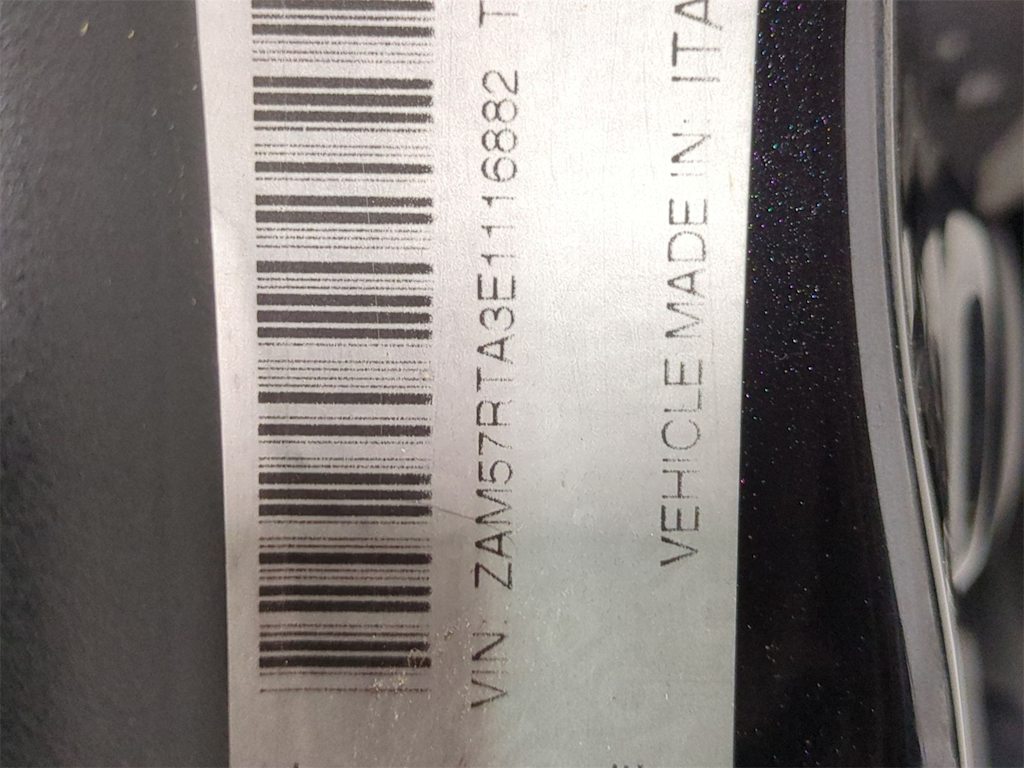 VIN: ZAM57RTA3E1116882 T
VEHICLE MADE IN: ITA